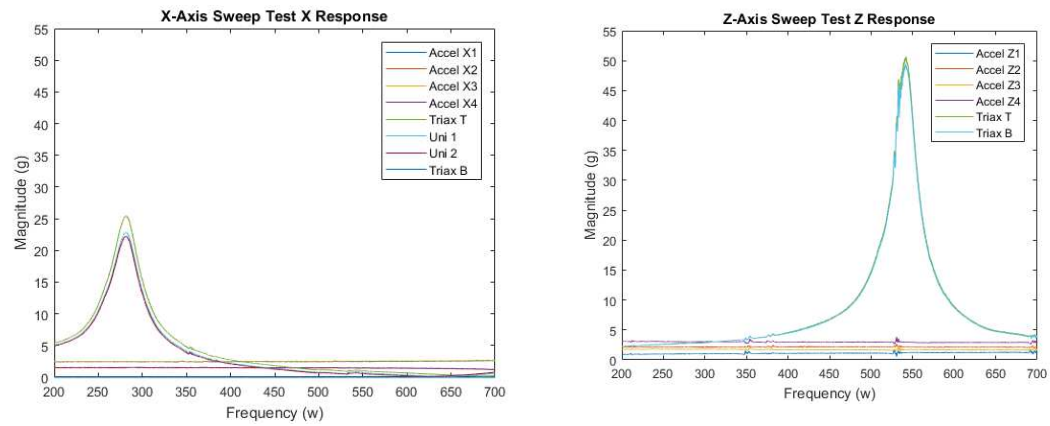 X-Axis Sweep Test X Response
55
50
45
40
35
30
25
20
15
10
5
0
Magnitude (g)
200 250 300 350 400 450 500 550 600 650 700
Frequency (w)
Accel X1
Accel X2
Accel X3
Accel X4
Triax T
Uni 1
Uni 2
Triax B
Z-Axis Sweep Test Z Response
55
50
45
40
35
30
25
20
15
10
5
0
Magnitude (g)
200 250 300 350 400 450 500 550 600 650 700
Frequency (w)
Accel Z1
Accel Z2
Accel Z3
Accel Z4
Triax T
Triax B